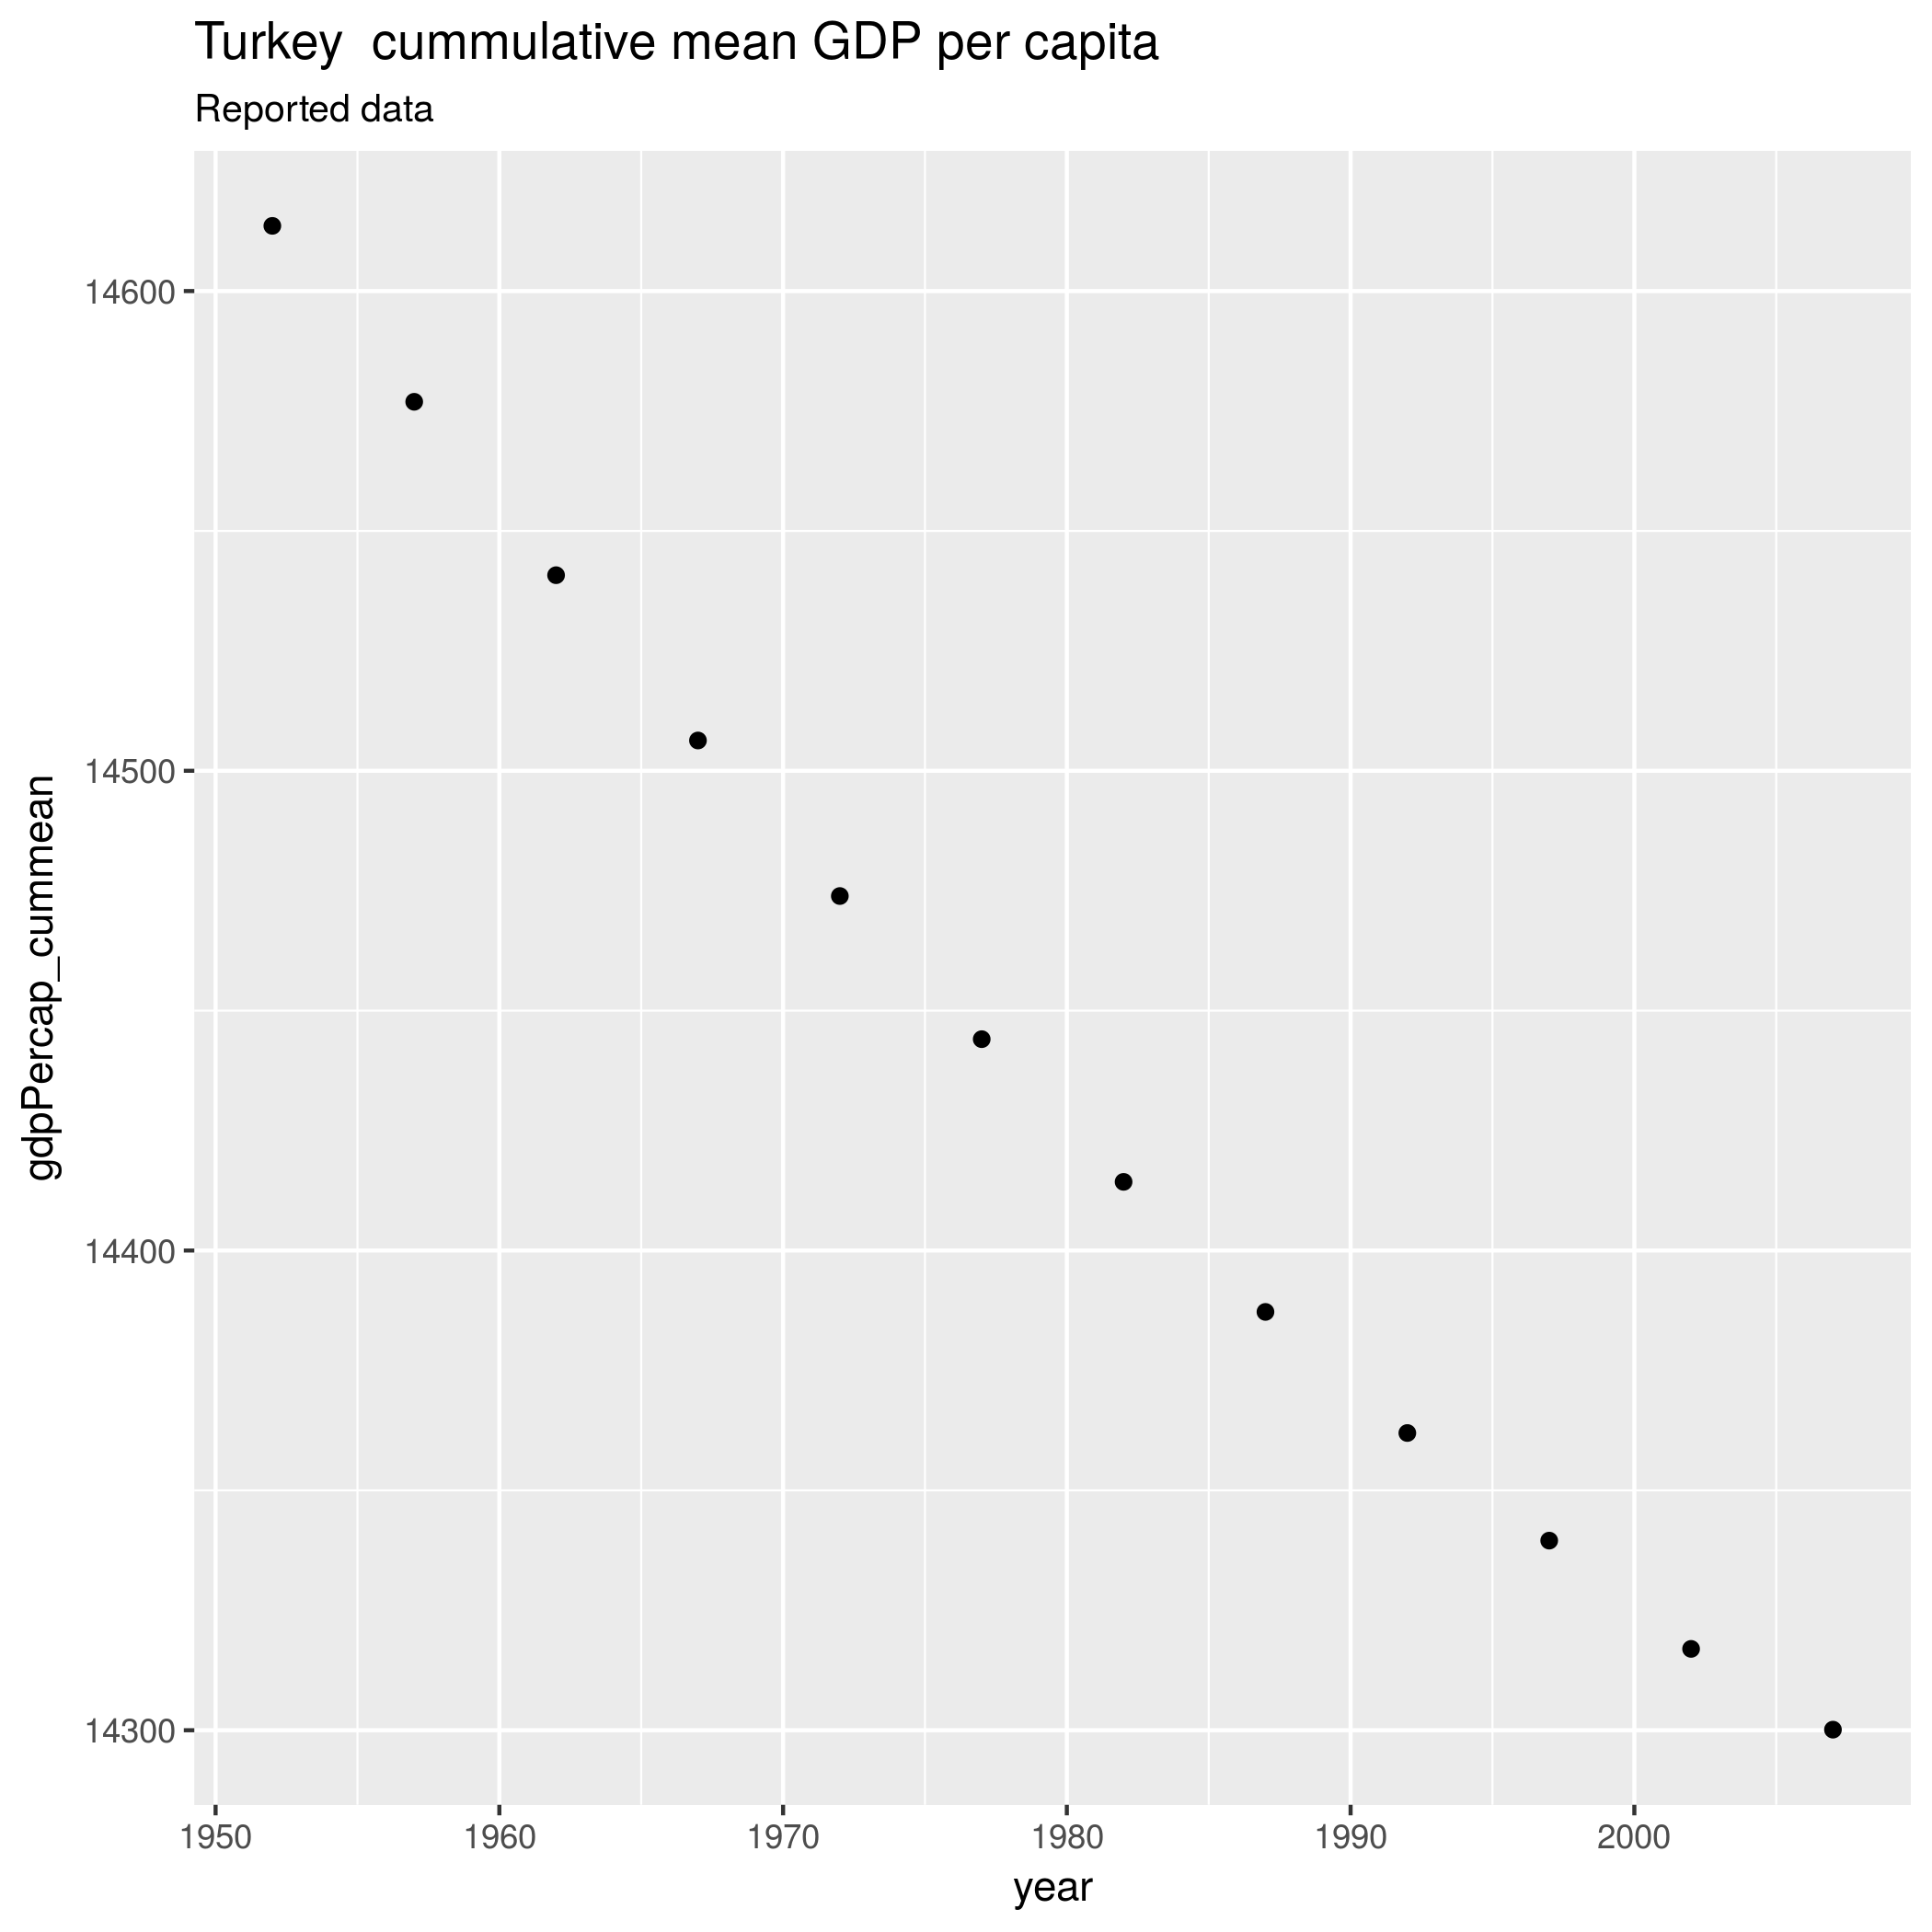 Turkey  cummulative mean GDP per capita
Reported data
gdpPercap_cummean
14600
14500
14400
14300
1950 1960 1970 1980 1990 2000
year